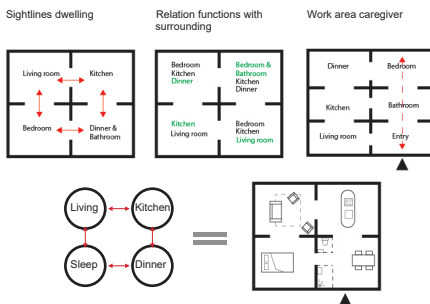 Sightlines dwelling
Relation functions with
surrounding
Work area caregiver
Living room
Kitchen
Bedroom
Dinner &
Bathroom
Bedroom
Kitchen
Dinner
Bedroom &
Bathroom
Kitchen
Dinner
Kitchen
Living room
Bedroom
Kitchen
Living room
Dinner
Bedroom
Kitchen
Bathroom
Living room
Entry
Living
Kitchen
Sleep
Dinner